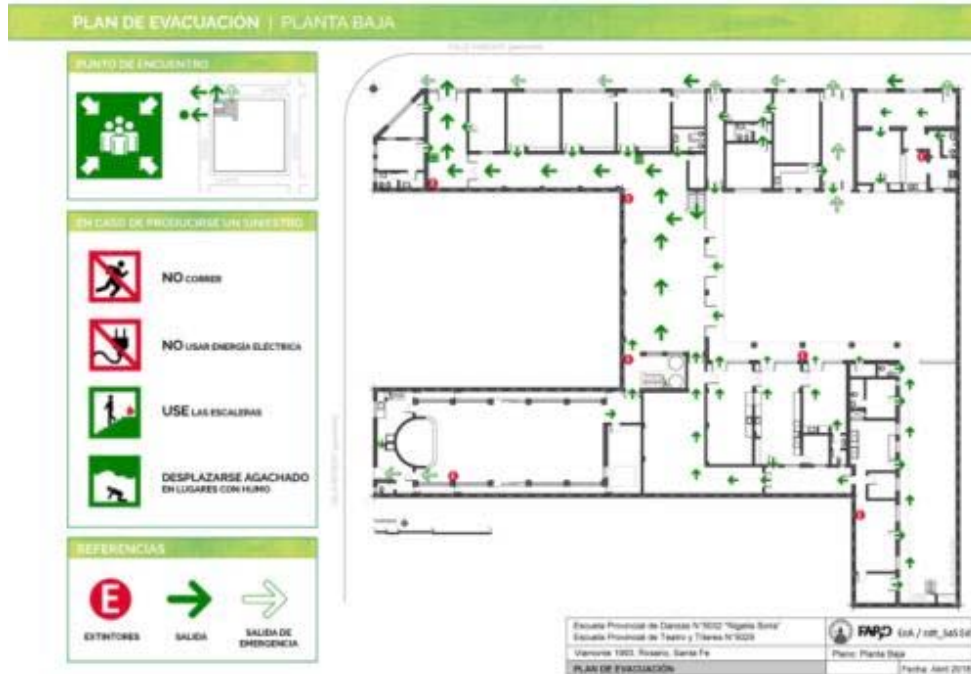 PLAN DE EVACUACIÓN | PLANTA BAJA
PUNTO DE ENCUENTRO
EN CASO DE PRODUCIRSE UN SINIESTRO
NO CORRER
NO USAR ENERGÍA ELÉCTRICA
USE LAS ESCALERAS
DESPLAZARSE AGACHADO
EN LUGARES CON HUMO
REFERENCIAS
E
EXTINTORES
SALIDA
SALIDA DE
EMERGENCIA
Escuela Provincial de Danzas N°5032 "Nigelia Soria"
Escuela Provincial de Teatro y Títeres N°5029
Viamonte 1993, Rosario, Santa Fe
PLAN DE EVACUACIÓN
Plano: Planta Baja
Fecha: Abril 2018